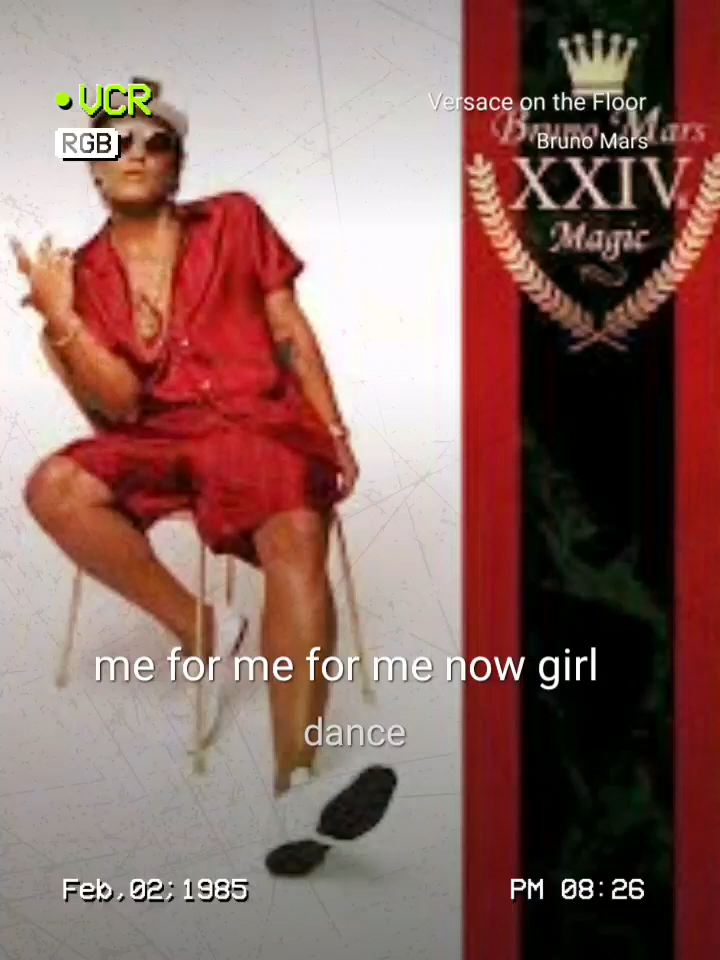 • VCR
RGB
Versace on the Floor
Bruno Mars
Bruno Mars
XXIV
Magic
me for me for me now girl
dance
Feb,02;1985
PM 08:26